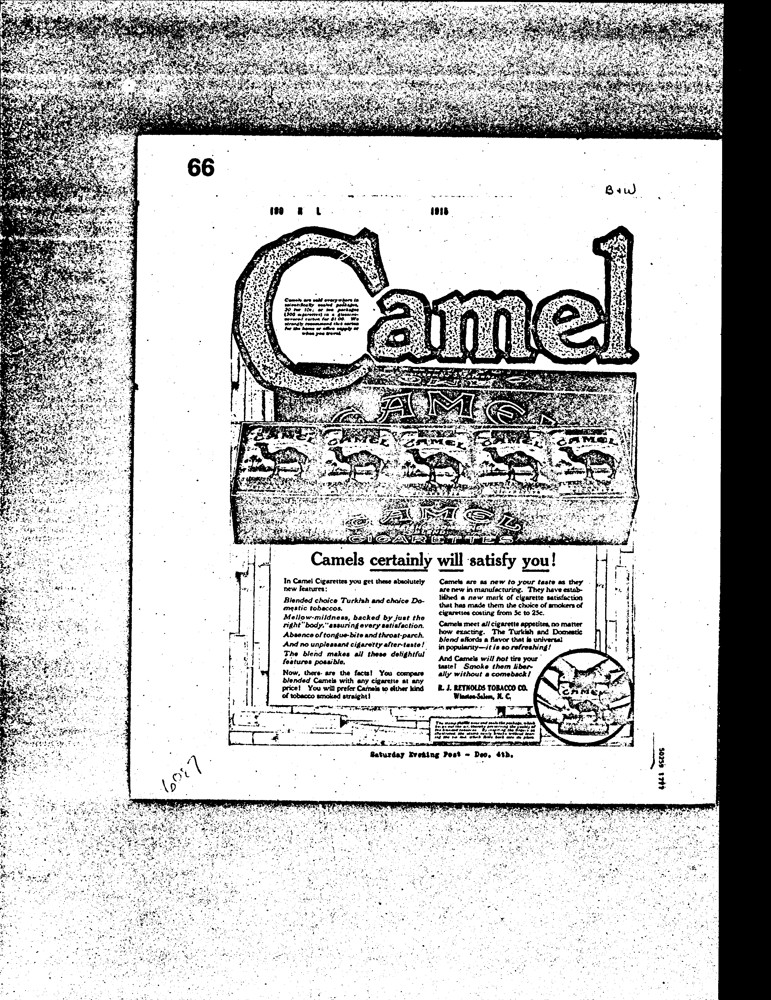 66
B+W
190 R L 1915
Camel
Camels are sold everywhere in
scientifically sealed packages,
20 for 10c, or ten packages
(200 cigarettes) in a glassine-
covered carton for $1.00. We
strongly recommend this carton
for the home or office supply or
when you travel.
CAMEL
CAMEL CAMEL CAMEL CAMEL CAMEL
CAMEL
CIGARETTES
Camels certainly will satisfy you!
In Camel Cigarettes you get these absolutely
new features:
Blended choice Turkish and choice Do-
mestic tobaccos.
Mellow-mildness, backed by just the
right "body," assuring every satisfaction.
Absence of tongue-bite and throat-parch.
And no unpleasant cigaretty after-taste!
The blend makes all these delightful
features possible.
Now, there are the facts! You compare
blended Camels with any cigarette at any
price! You will prefer Camels to either kind
of tobacco smoked straight!
Camels are as new to your taste as they
are new in manufacturing. They have estab-
lished a new mark of cigarette satisfaction
that has made them the choice of smokers of
cigarettes costing from 5c to 25c.
Camels meet all cigarette appetites, no matter
how exacting. The Turkish and Domestic
blend affords a flavor that is universal
in popularity—it is so refreshing!
And Camels will not tire your
taste! Smoke them liber-
ally without a comeback!
R. J. REYNOLDS TOBACCO CO.
Winston-Salem, N. C.
CAMEL
Saturday Evening Post - Dec. 4th.
50259 1744